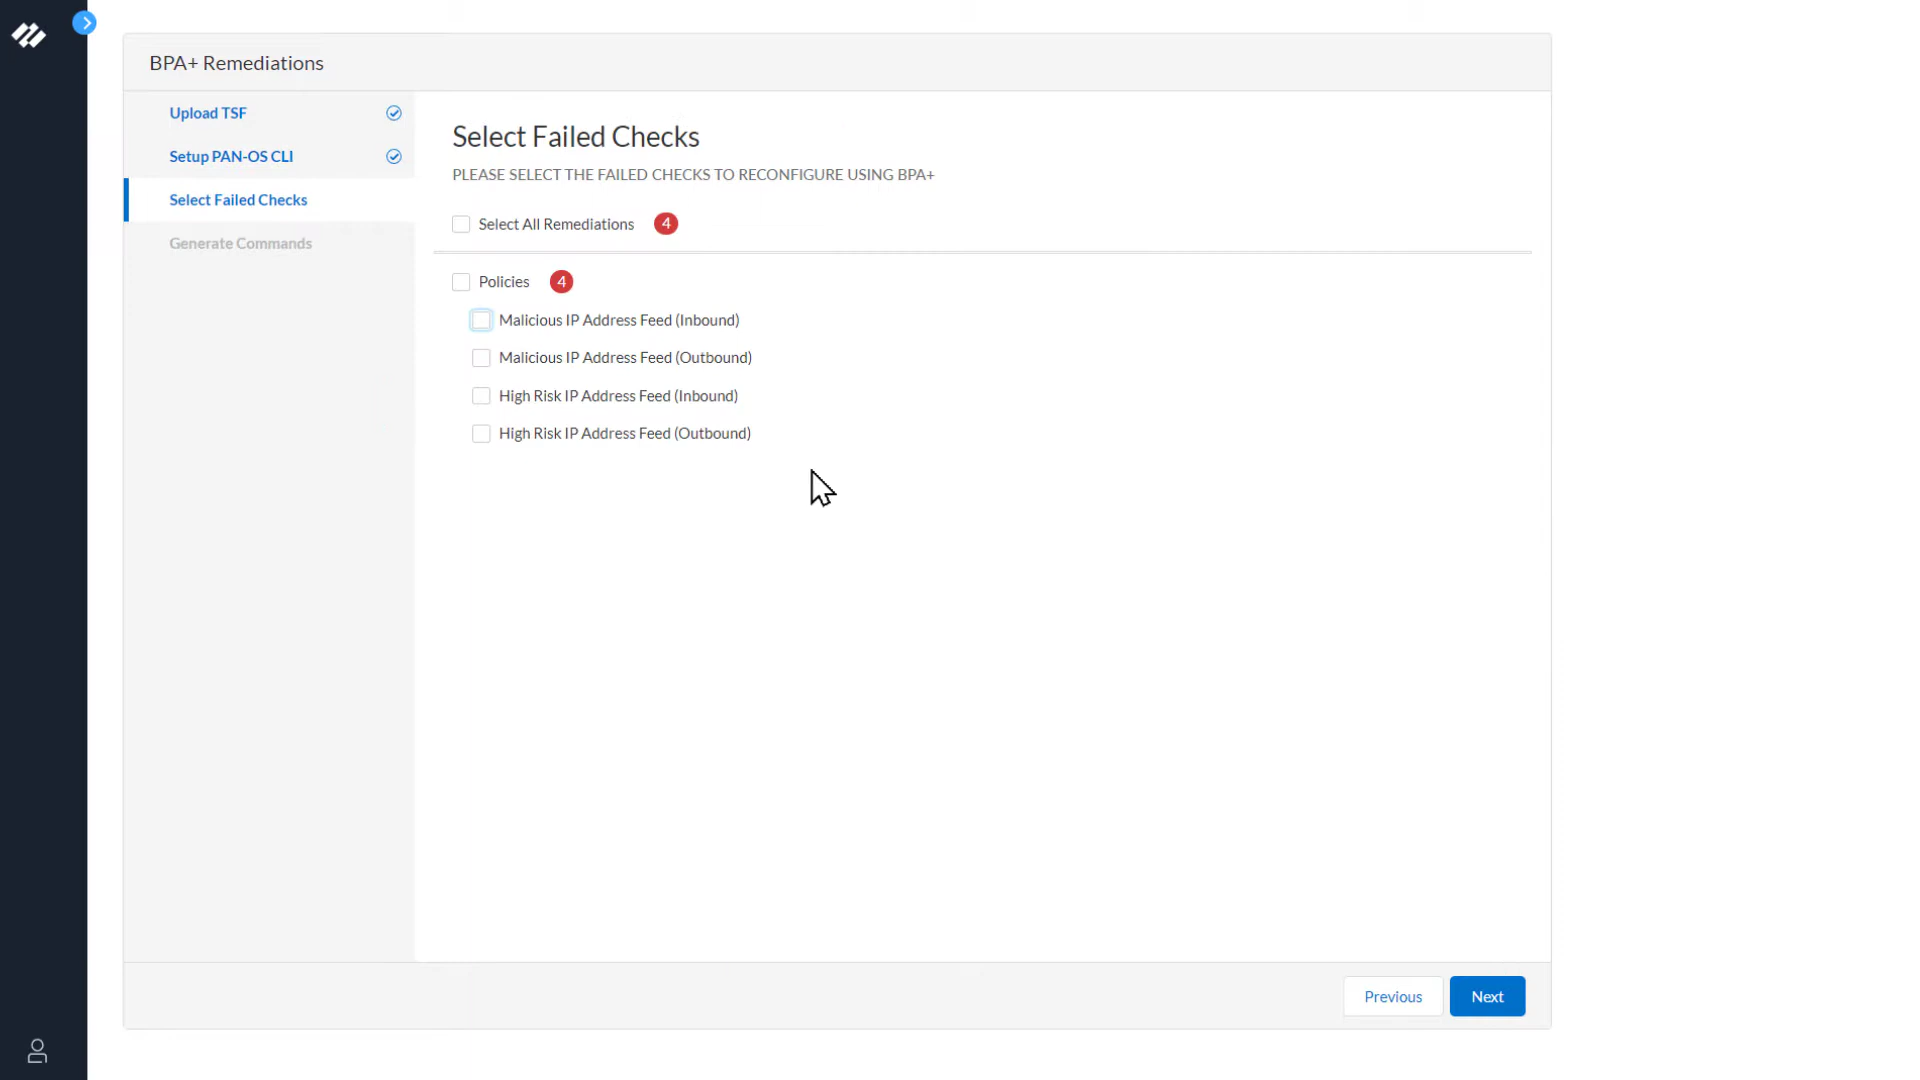 BPA+ Remediations
Upload TSF
Setup PAN-OS CLI
Select Failed Checks
Generate Commands
Select Failed Checks
PLEASE SELECT THE FAILED CHECKS TO RECONFIGURE USING BPA+
Select All Remediations 4
Policies 4
Malicious IP Address Feed (Inbound)
Malicious IP Address Feed (Outbound)
High Risk IP Address Feed (Inbound)
High Risk IP Address Feed (Outbound)
Previous Next